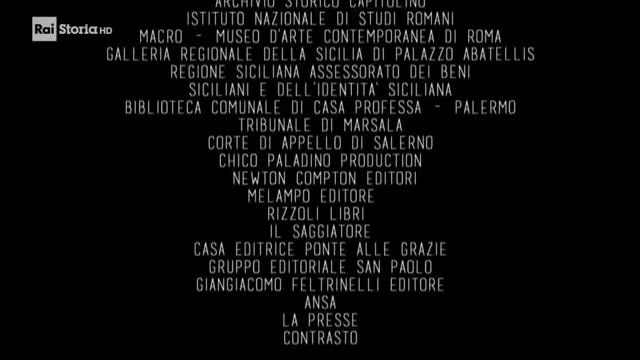 ARCHIVIO STORICO CAPITOLINO
Rai Storia HD
ISTITUTO NAZIONALE DI STUDI ROMANI
MACRO - MUSEO D'ARTE CONTEMPORANEA DI ROMA
GALLERIA REGIONALE DELLA SICILIA DI PALAZZO ABATELLIS
REGIONE SICILIANA ASSESSORATO DEI BENI
SICILIANI E DELL'IDENTITA' SICILIANA
BIBLIOTECA COMUNALE DI CASA PROFESSA - PALERMO
TRIBUNALE DI MARSALA
CORTE DI APPELLO DI SALERNO
CHICO PALADINO PRODUCTION
NEWTON COMPTON EDITORI
MELAMPO EDITORE
RIZZOLI LIBRI
IL SAGGIATORE
CASA EDITRICE PONTE ALLE GRAZIE
GRUPPO EDITORIALE SAN PAOLO
GIANGIACOMO FELTRINELLI EDITORE
ANSA
LA PRESSE
CONTRASTO